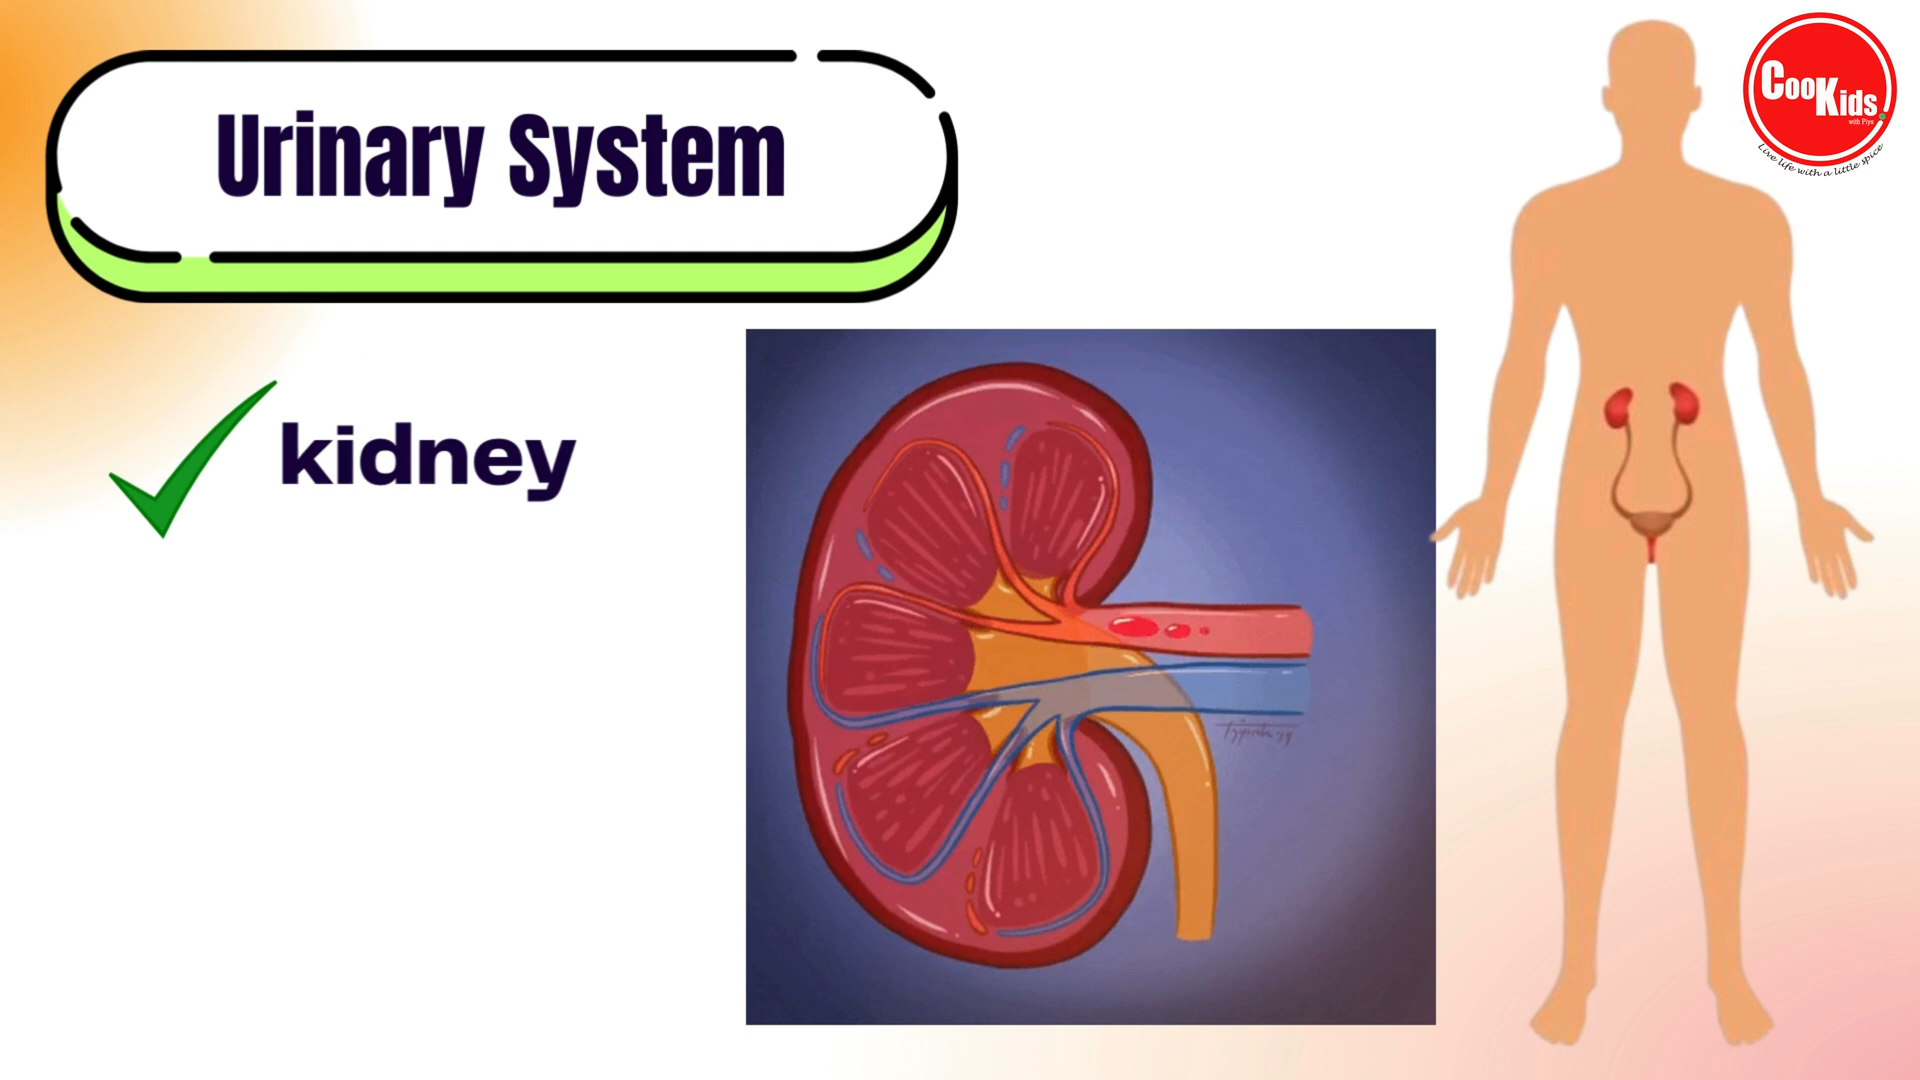 Urinary System
CooKids
with Piya
Live life with a little spice
kidney